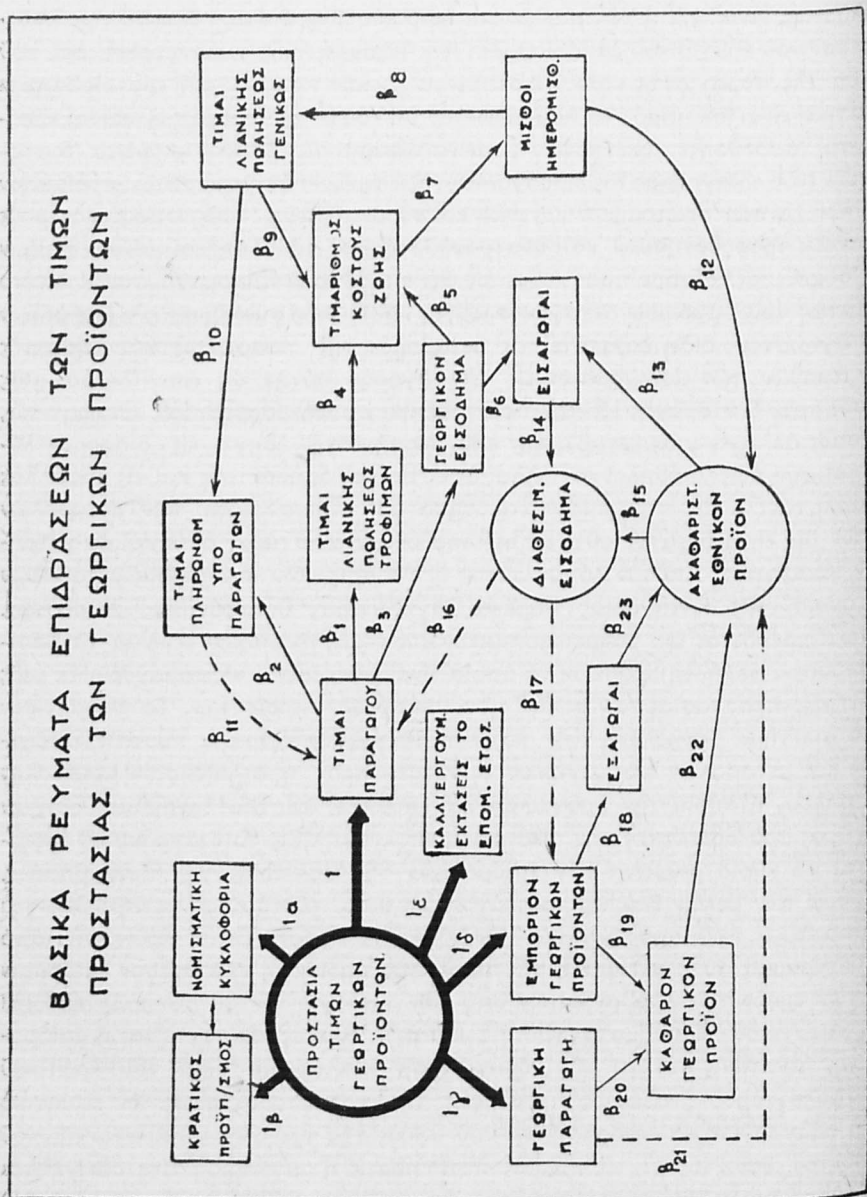 ΒΑΣΙΚΑ ΡΕΥΜΑΤΑ ΕΠΙΔΡΑΣΕΩΝ ΤΩΝ ΤΙΜΩΝ
ΠΡΟΣΤΑΣΙΑΣ ΤΩΝ ΓΕΩΡΓΙΚΩΝ ΠΡΟΪΟΝΤΩΝ
ΚΡΑΤΙΚΟΣ
ΠΡΟΫΠ/ΣΜΟΣ
ΝΟΜΙΣΜΑΤΙΚΗ
ΚΥΚΛΟΦΟΡΙΑ
ΤΙΜΑΙ
ΠΛΗΡΩΝΟΜ
ΥΠΟ
ΠΑΡΑΓΩΓΩΝ
ΤΙΜΑΙ
ΛΙΑΝΙΚΗΣ
ΠΩΛΗΣΕΩΣ
ΓΕΝΙΚΩΣ
1β
1α
β11
β2
β10
β9
β8
ΠΡΟΣΤΑΣΙΑ
ΤΙΜΩΝ
ΓΕΩΡΓΙΚΩΝ
ΠΡΟΪΟΝΤΩΝ.
1
ΤΙΜΑΙ
ΠΑΡΑΓΩΓΟΥ
β1
ΤΙΜΑΙ
ΛΙΑΝΙΚΗΣ
ΠΩΛΗΣΕΩΣ
ΤΡΟΦΙΜΩΝ
β4
ΤΙΜΑΡΙΘΜΟΣ
ΚΟΣΤΟΥΣ
ΖΩΗΣ
β7
β3
β5
1γ
1δ
1ε
ΚΑΛΛΙΕΡΓΟΥΜ.
ΕΚΤΑΣΙΣ
ΕΠΟΜ. ΕΤΟΣ
β16
ΓΕΩΡΓΙΚΟΝ
ΕΙΣΟΔΗΜΑ
β6
ΜΙΣΘΟΙ
ΗΜΕΡΟΜΙΣΘ.
ΓΕΩΡΓΙΚΗ
ΠΑΡΑΓΩΓΗ.
ΕΜΠΟΡΙΟΝ
ΓΕΩΡΓΙΚΩΝ
ΠΡΟΪΟΝΤΩΝ
β17
ΔΙΑΘΕΣΙΜ.
ΕΙΣΟΔΗΜΑ
β14
ΕΙΣΑΓΩΓΑΙ
β20
β19
β18
ΕΞΑΓΩΓΑΙ
β23
β15
β13
β12
ΚΑΘΑΡΟΝ
ΓΕΩΡΓΙΚΟΝ
ΠΡΟΪΟΝ
β22
ΑΚΑΘΑΡΙΣΤ.
ΕΘΝΙΚΟΝ
ΠΡΟΪΟΝ
β21